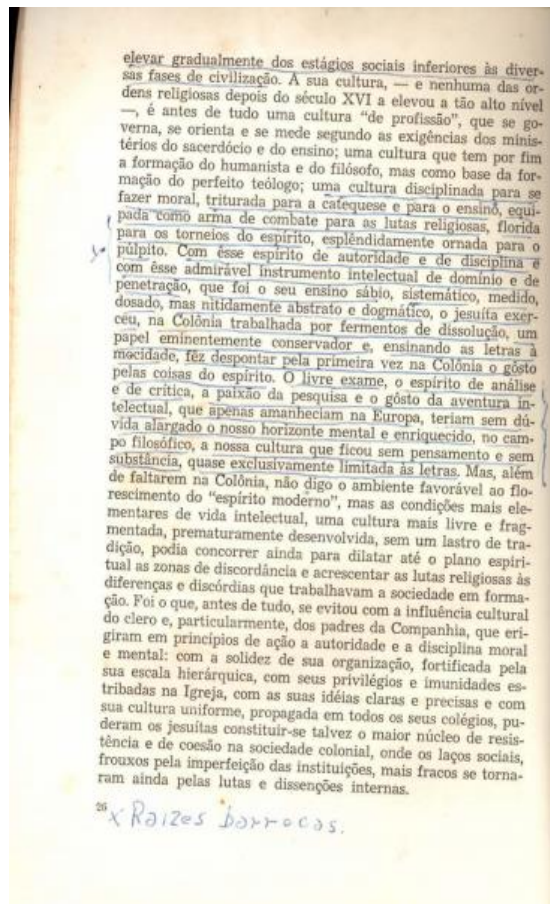 elevar gradualmente dos estágios sociais inferiores às diver-
sas fases de civilização. A sua cultura, — e nenhuma das or-
dens religiosas depois do século XVI a elevou a tão alto nível
—, é antes de tudo uma cultura "de profissão", que se go-
verna, se orienta e se mede segundo as exigências dos minis-
térios do sacerdócio e do ensino; uma cultura que tem por fim
a formação do humanista e do filósofo, mas como base da for-
mação do perfeito teólogo; uma cultura disciplinada para se
fazer moral, triturada para a catequese e para o ensino, equi-
pada como arma de combate para as lutas religiosas, florida
para os torneios do espírito, esplêndidamente ornada para o
púlpito. Com êsse espírito de autoridade e de disciplina e
com êsse admirável instrumento intelectual de domínio e de
penetração, que foi o seu ensino sábio, sistemático, medido,
dosado, mas nitidamente abstrato e dogmático, o jesuíta exer-
ceu, na Colônia trabalhada por fermentos de dissolução, um
papel eminentemente conservador e, ensinando as letras à
mocidade, fêz despontar pela primeira vez na Colônia o gôsto
pelas coisas do espírito. O livre exame, o espírito de análise
e de crítica, a paixão da pesquisa e o gôsto da aventura in-
telectual, que apenas amanheciam na Europa, teriam sem dú-
vida alargado o nosso horizonte mental e enriquecido, no cam-
po filosófico, a nossa cultura que ficou sem pensamento e sem
substância, quase exclusivamente limitada às letras. Mas, além
de faltarem na Colônia, não digo o ambiente favorável ao flo-
rescimento do "espírito moderno", mas as condições mais ele-
mentares de vida intelectual, uma cultura mais livre e frag-
mentada, prematuramente desenvolvida, sem um lastro de tra-
dição, podia concorrer ainda para dilatar até o plano espiri-
tual as zonas de discordância e acrescentar as lutas religiosas às
diferenças e discórdias que trabalhavam a sociedade em forma-
ção. Foi o que, antes de tudo, se evitou com a influência cultural
do clero e, particularmente, dos padres da Companhia, que eri-
giram em princípios de ação a autoridade e a disciplina moral
e mental: com a solidez de sua organização, fortificada pela
sua escala hierárquica, com seus privilégios e imunidades es-
tribadas na Igreja, com as suas idéias claras e precisas e com
sua cultura uniforme, propagada em todos os seus colégios, pu-
deram os jesuítas constituir-se talvez o maior núcleo de resis-
tência e de coesão na sociedade colonial, onde os laços sociais,
frouxos pela imperfeição das instituições, mais fracos se torna-
ram ainda pelas lutas e dissenções internas.
26
x Raízes barrocas.